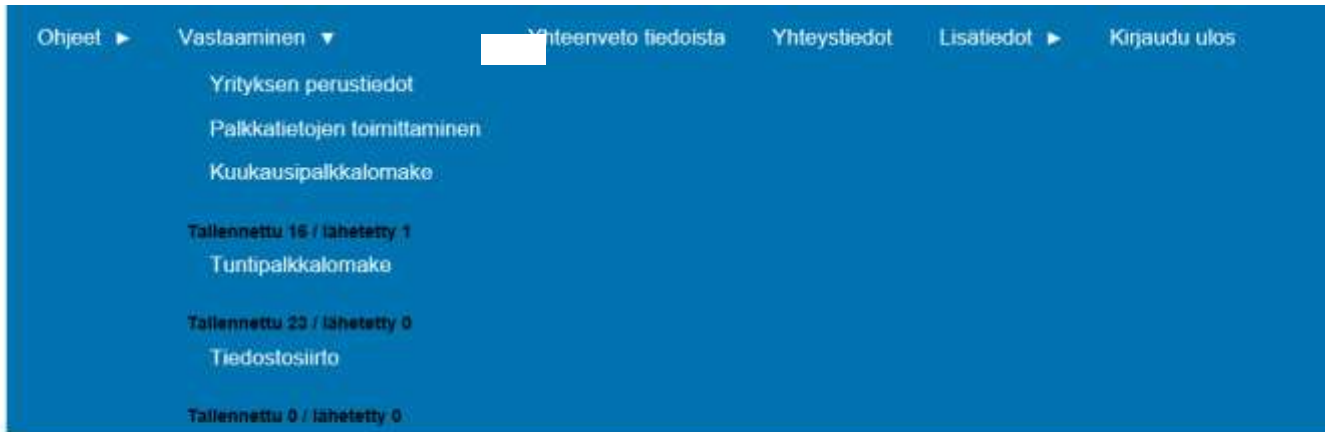 Ohjeet ► Vastaaminen ▼ Yhteenveto tiedoista Yhteystiedot Lisätiedot ► Kirjaudu ulos
Yrityksen perustiedot
Palkkatietojen toimittaminen
Kuukausipalkkalomake
Tallennettu 16 / lähetetty 1
Tuntipalkkalomake
Tallennettu 23 / lähetetty 0
Tiedostosiirto
Tallennettu 0 / lähetetty 0